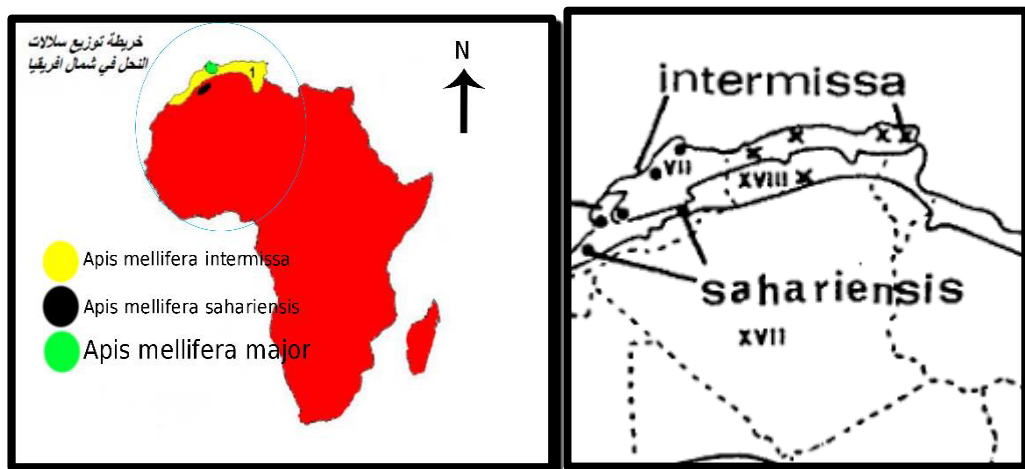 خريطة توزيع سلالات
النحل في شمال افريقيا
N
1
Apis mellifera intermissa
Apis mellifera sahariensis
Apis mellifera major
intermissa
VII
XVIII
sahariensis
XVII